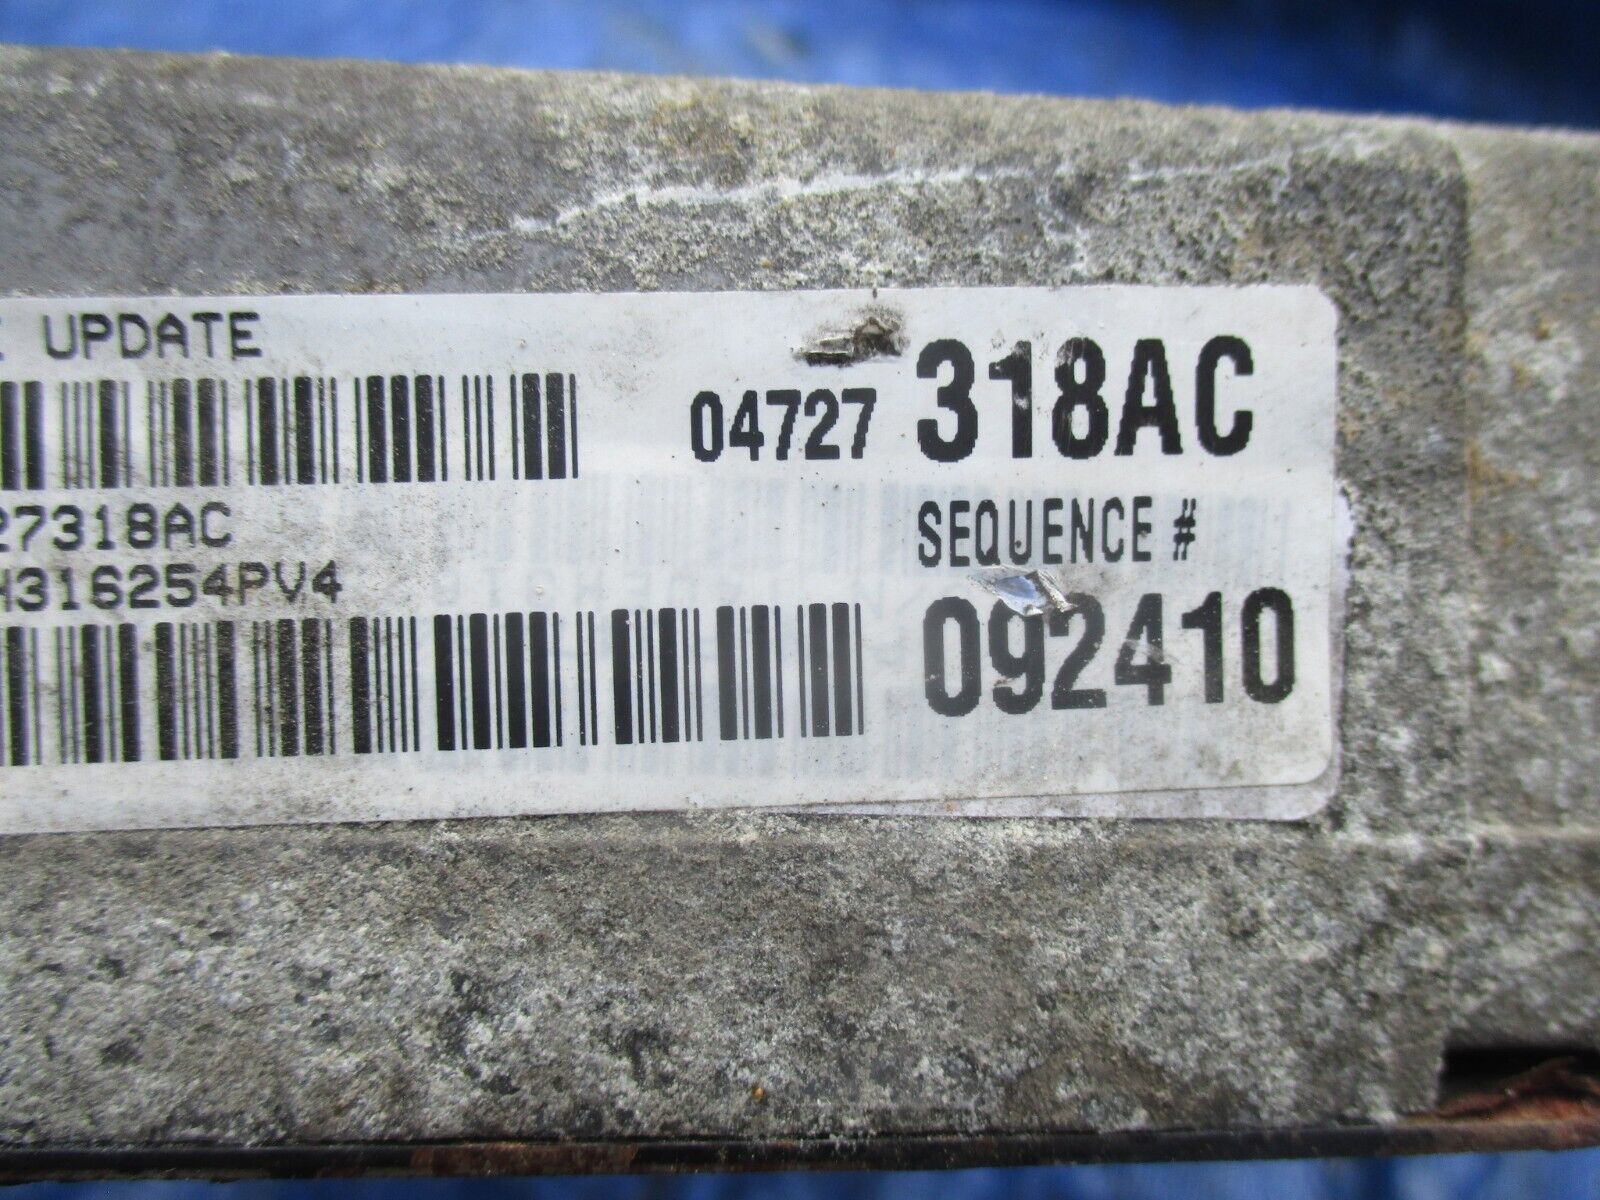 UPDATE
04727 318AC
27318AC
H316254PV4
SEQUENCE #
092410